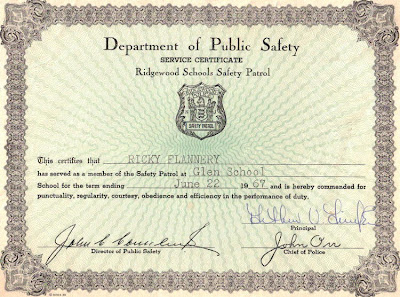 Department of Public Safety
SERVICE CERTIFICATE
Ridgewood Schools Safety Patrol
SAFETY PATROL
This certifies that RICKY FLANNERY
has served as a member of the Safety Patrol at Glen School
School for the term ending June 22 1967 and is hereby commended for
punctuality, regularity, courtesy, obedience and efficiency in the performance of duty.
Principal
John Orr
Director of Public Safety
Chief of Police